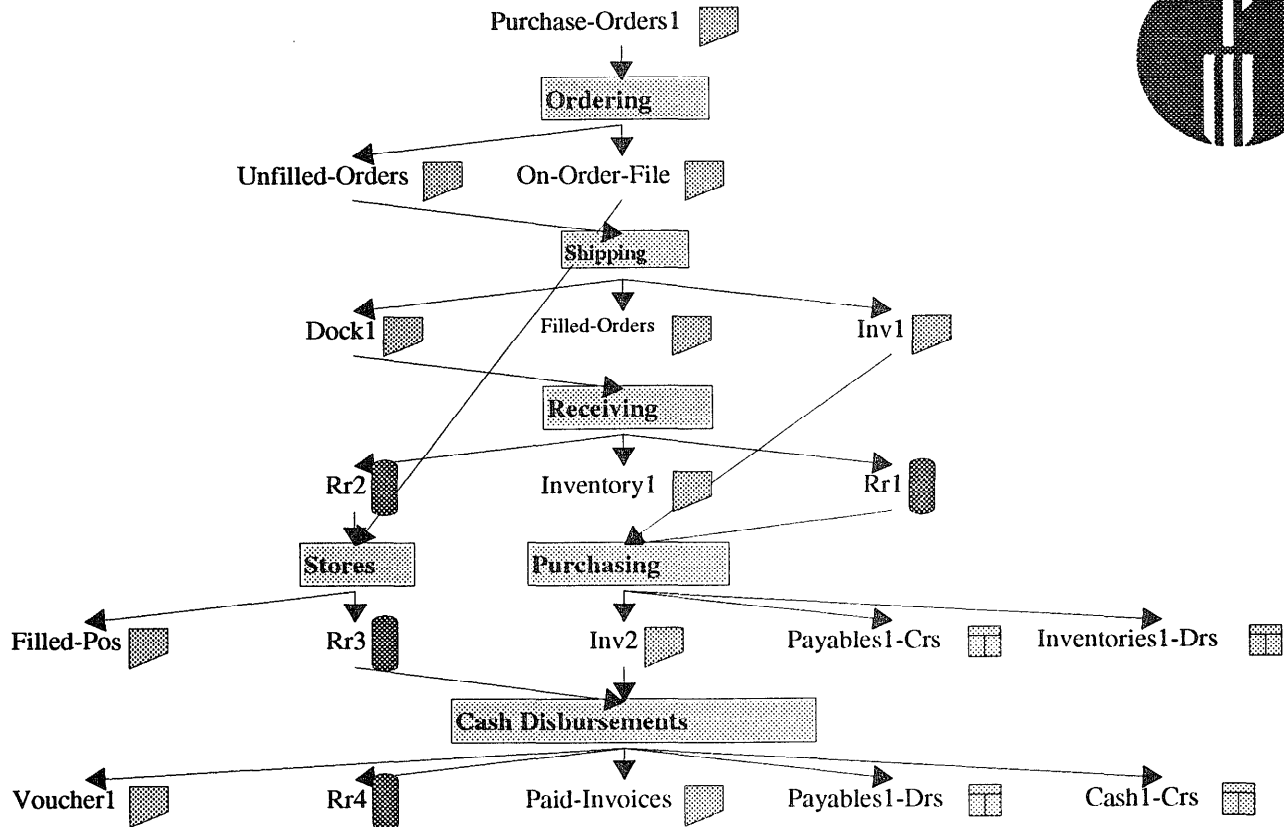 Purchase-Orders1
Ordering
Unfilled-Orders
On-Order-File
Shipping
Dock1
Filled-Orders
Inv1
Receiving
Rr2
Inventory1
Rr1
Stores
Purchasing
Filled-Pos
Rr3
Inv2
Payables1-Crs
Inventories1-Drs
Cash Disbursements
Voucher1
Rr4
Paid-Invoices
Payables1-Drs
Cash1-Crs